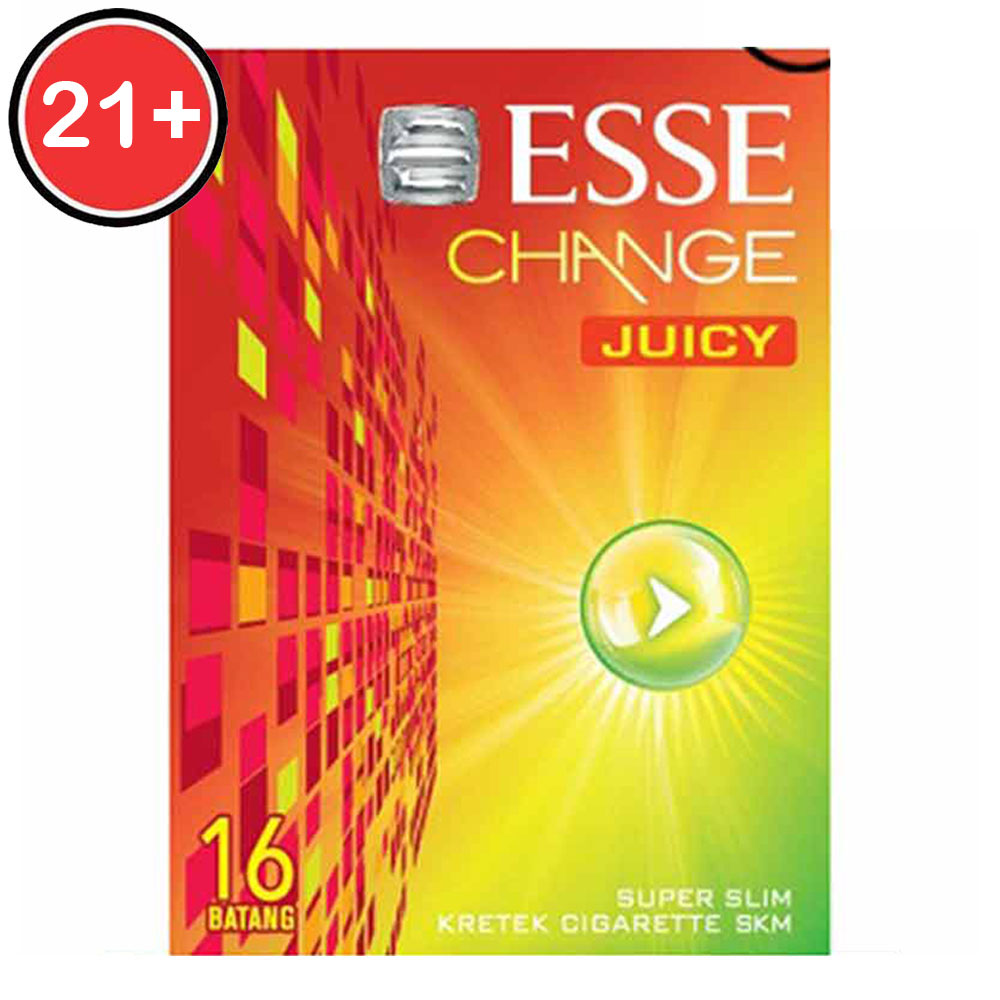 21+
ESSE
CHANGE
JUICY
16
BATANG
SUPER SLIM
KRETEK CIGARETTE SKM